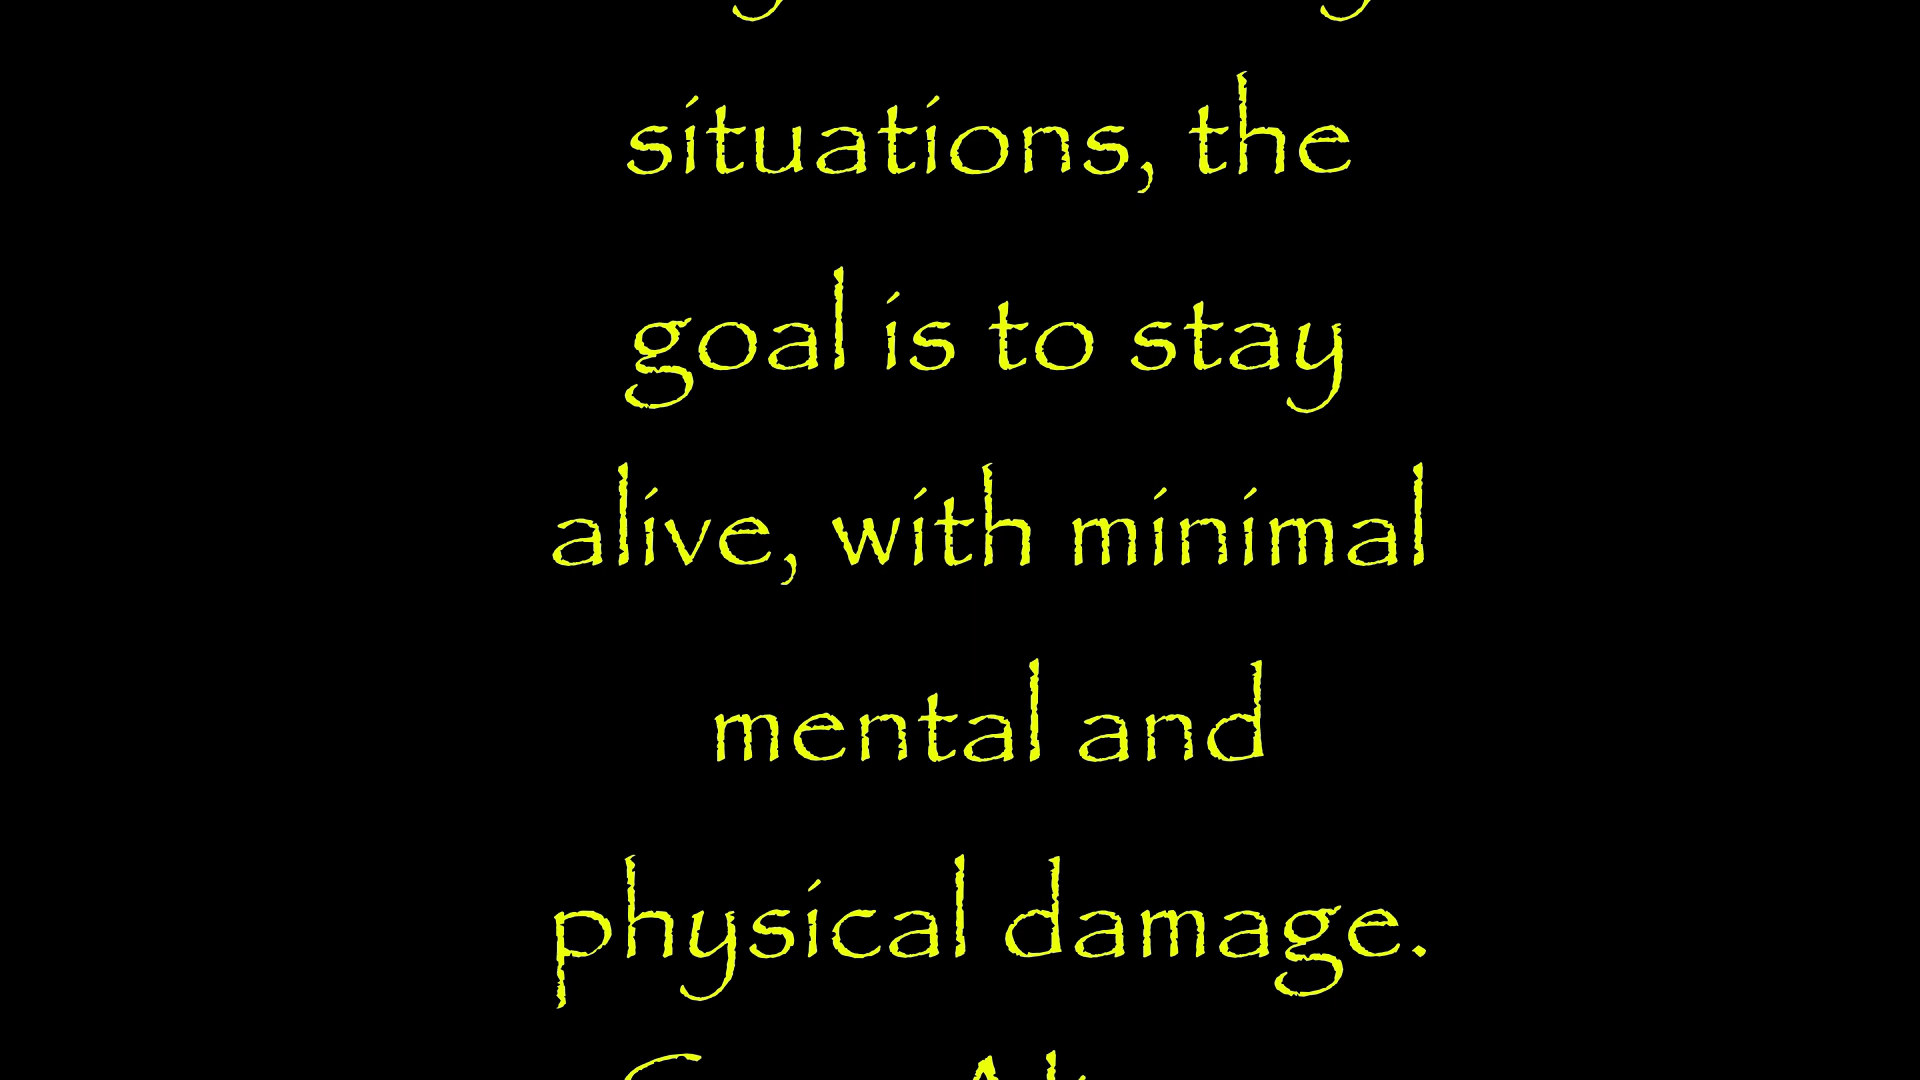 situations, the
goal is to stay
alive, with minimal
mental and
physical damage.